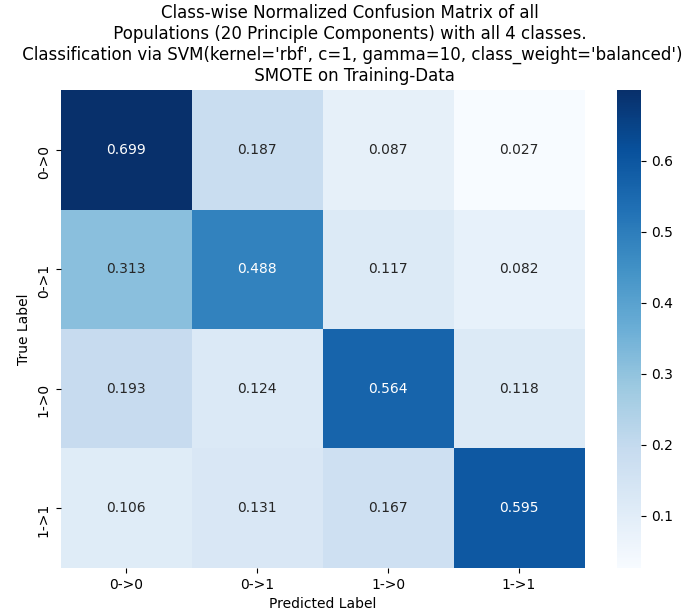 Class-wise Normalized Confusion Matrix of all
Populations (20 Principle Components) with all 4 classes.
Classification via SVM(kernel='rbf', c=1, gamma=10, class_weight='balanced')
SMOTE on Training-Data
True Label
0->0
0.699 0.187 0.087 0.027
0->1
0.313 0.488 0.117 0.082
1->0
0.193 0.124 0.564 0.118
1->1
0.106 0.131 0.167 0.595
0->0 0->1 1->0 1->1
Predicted Label
0.6
0.5
0.4
0.3
0.2
0.1